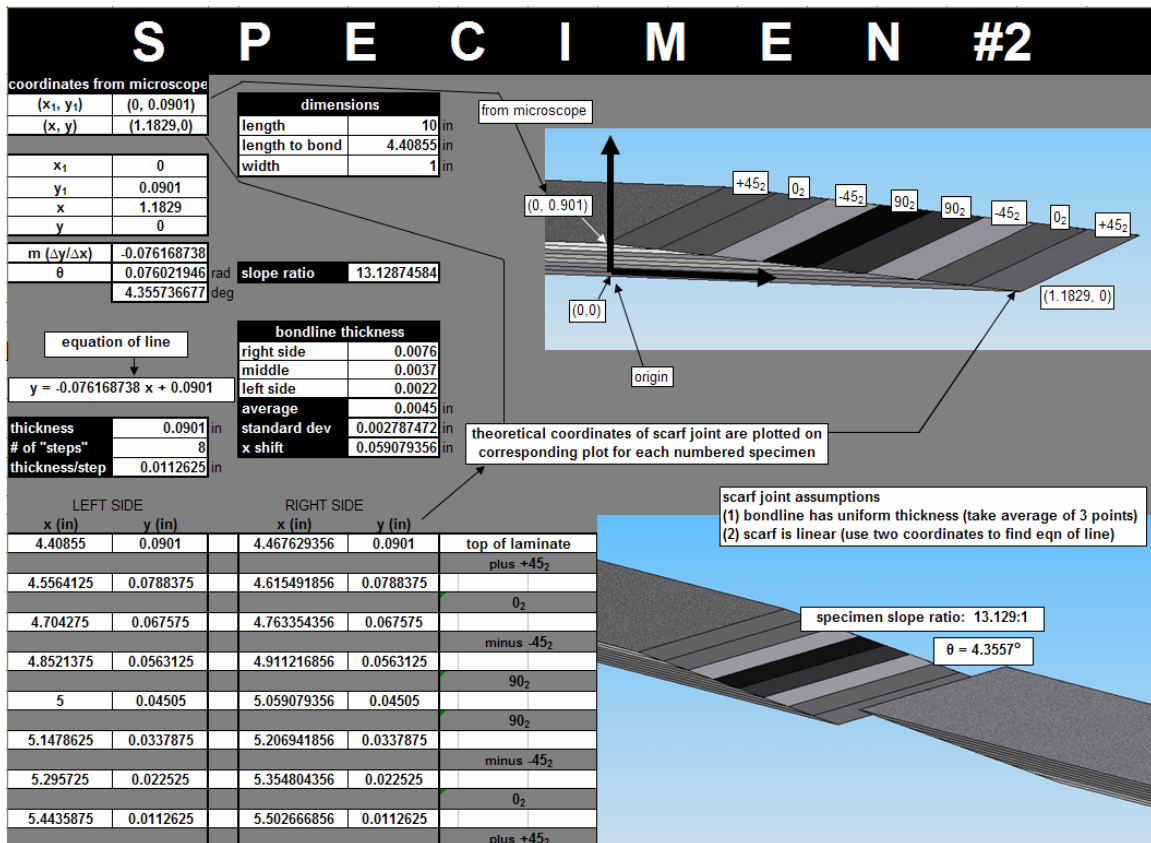 S P E C I M E N #2
coordinates from microscope
(x₁, y₁) (0, 0.0901)
(x, y) (1.1829,0)
x₁ 0
y₁ 0.0901
x 1.1829
y 0
m (Δy/Δx) -0.076168738
θ 0.076021946 rad
4.355736677 deg
equation of line
y = -0.076168738 x + 0.0901
thickness 0.0901 in
# of "steps" 8
thickness/step 0.0112625 in
dimensions
length 10 in
length to bond 4.40855 in
width 1 in
slope ratio 13.12874584
bondline thickness
right side 0.0076
middle 0.0037
left side 0.0022
average 0.0045 in
standard dev 0.002787472 in
x shift 0.059079356 in
from microscope
(0, 0.901)
+45₂ 0₂ -45₂ 90₂ 90₂ -45₂ 0₂ +45₂
(1.1829, 0)
(0,0)
origin
theoretical coordinates of scarf joint are plotted on
corresponding plot for each numbered specimen
scarf joint assumptions
(1) bondline has uniform thickness (take average of 3 points)
(2) scarf is linear (use two coordinates to find eqn of line)
LEFT SIDE RIGHT SIDE
x (in) y (in) x (in) y (in)
4.40855 0.0901 4.467629356 0.0901 top of laminate
plus +45₂
4.5564125 0.0788375 4.615491856 0.0788375
0₂
4.704275 0.067575 4.763354356 0.067575
minus -45₂
4.8521375 0.0563125 4.911216856 0.0563125
90₂
5 0.04505 5.059079356 0.04505
90₂
5.1478625 0.0337875 5.206941856 0.0337875
minus -45₂
5.295725 0.022525 5.354804356 0.022525
0₂
5.4435875 0.0112625 5.502666856 0.0112625
plus +45₂
specimen slope ratio: 13.129:1
θ = 4.3557°